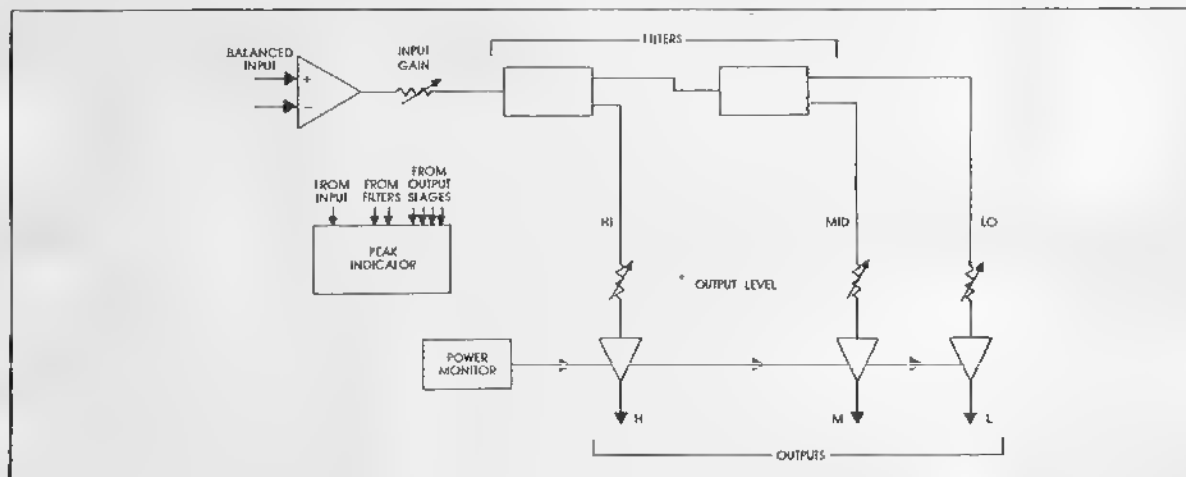 FILTERS
BALANCED
INPUT
INPUT
GAIN
+
−
FROM
INPUT
FROM
FILTERS
FROM
OUTPUT
STAGES
PEAK
INDICATOR
HI
MID
LO
* OUTPUT LEVEL
POWER
MONITOR
H
M
L
OUTPUTS